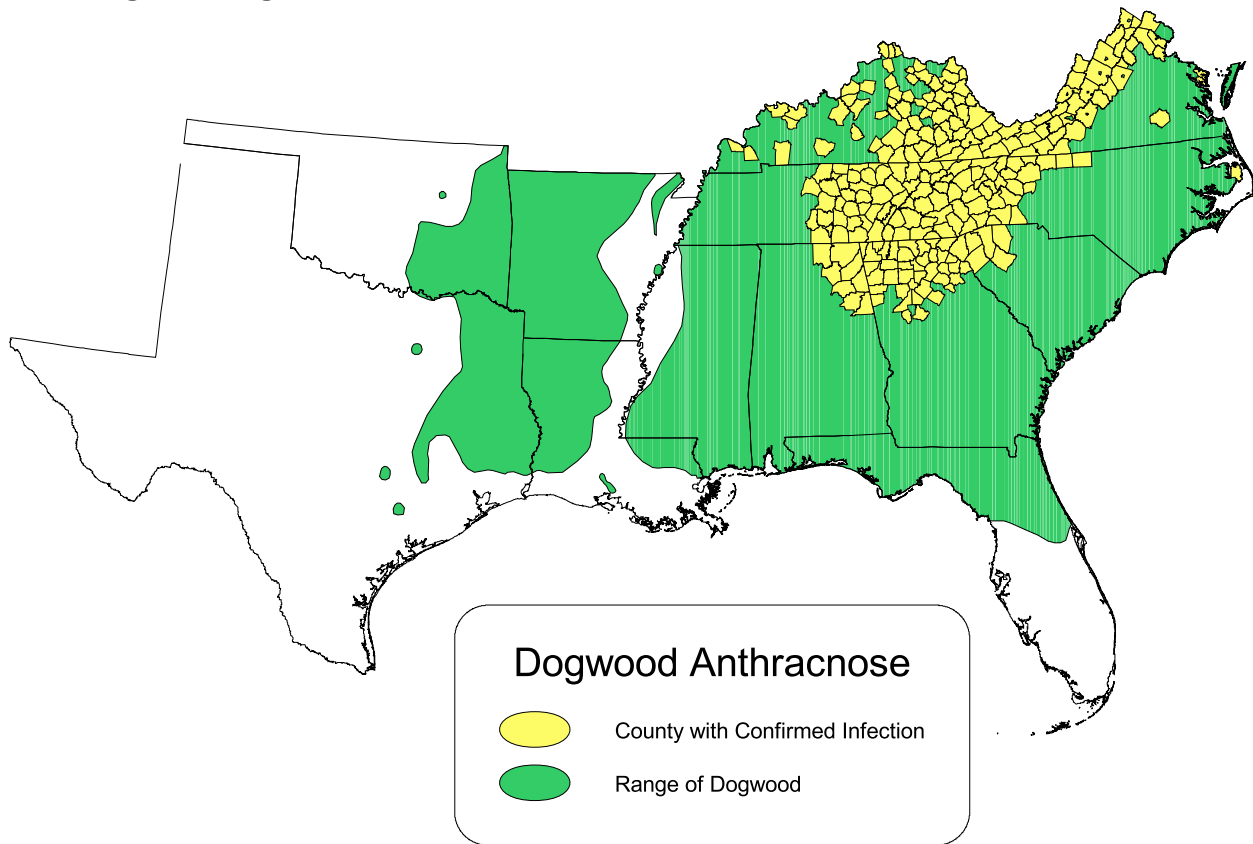 Dogwood Anthracnose
County with Confirmed Infection
Range of Dogwood